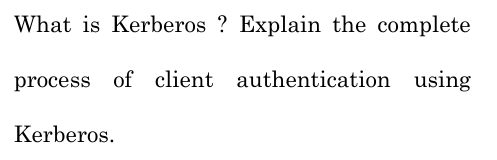 What is Kerberos ? Explain the complete
process of client authentication using
Kerberos.